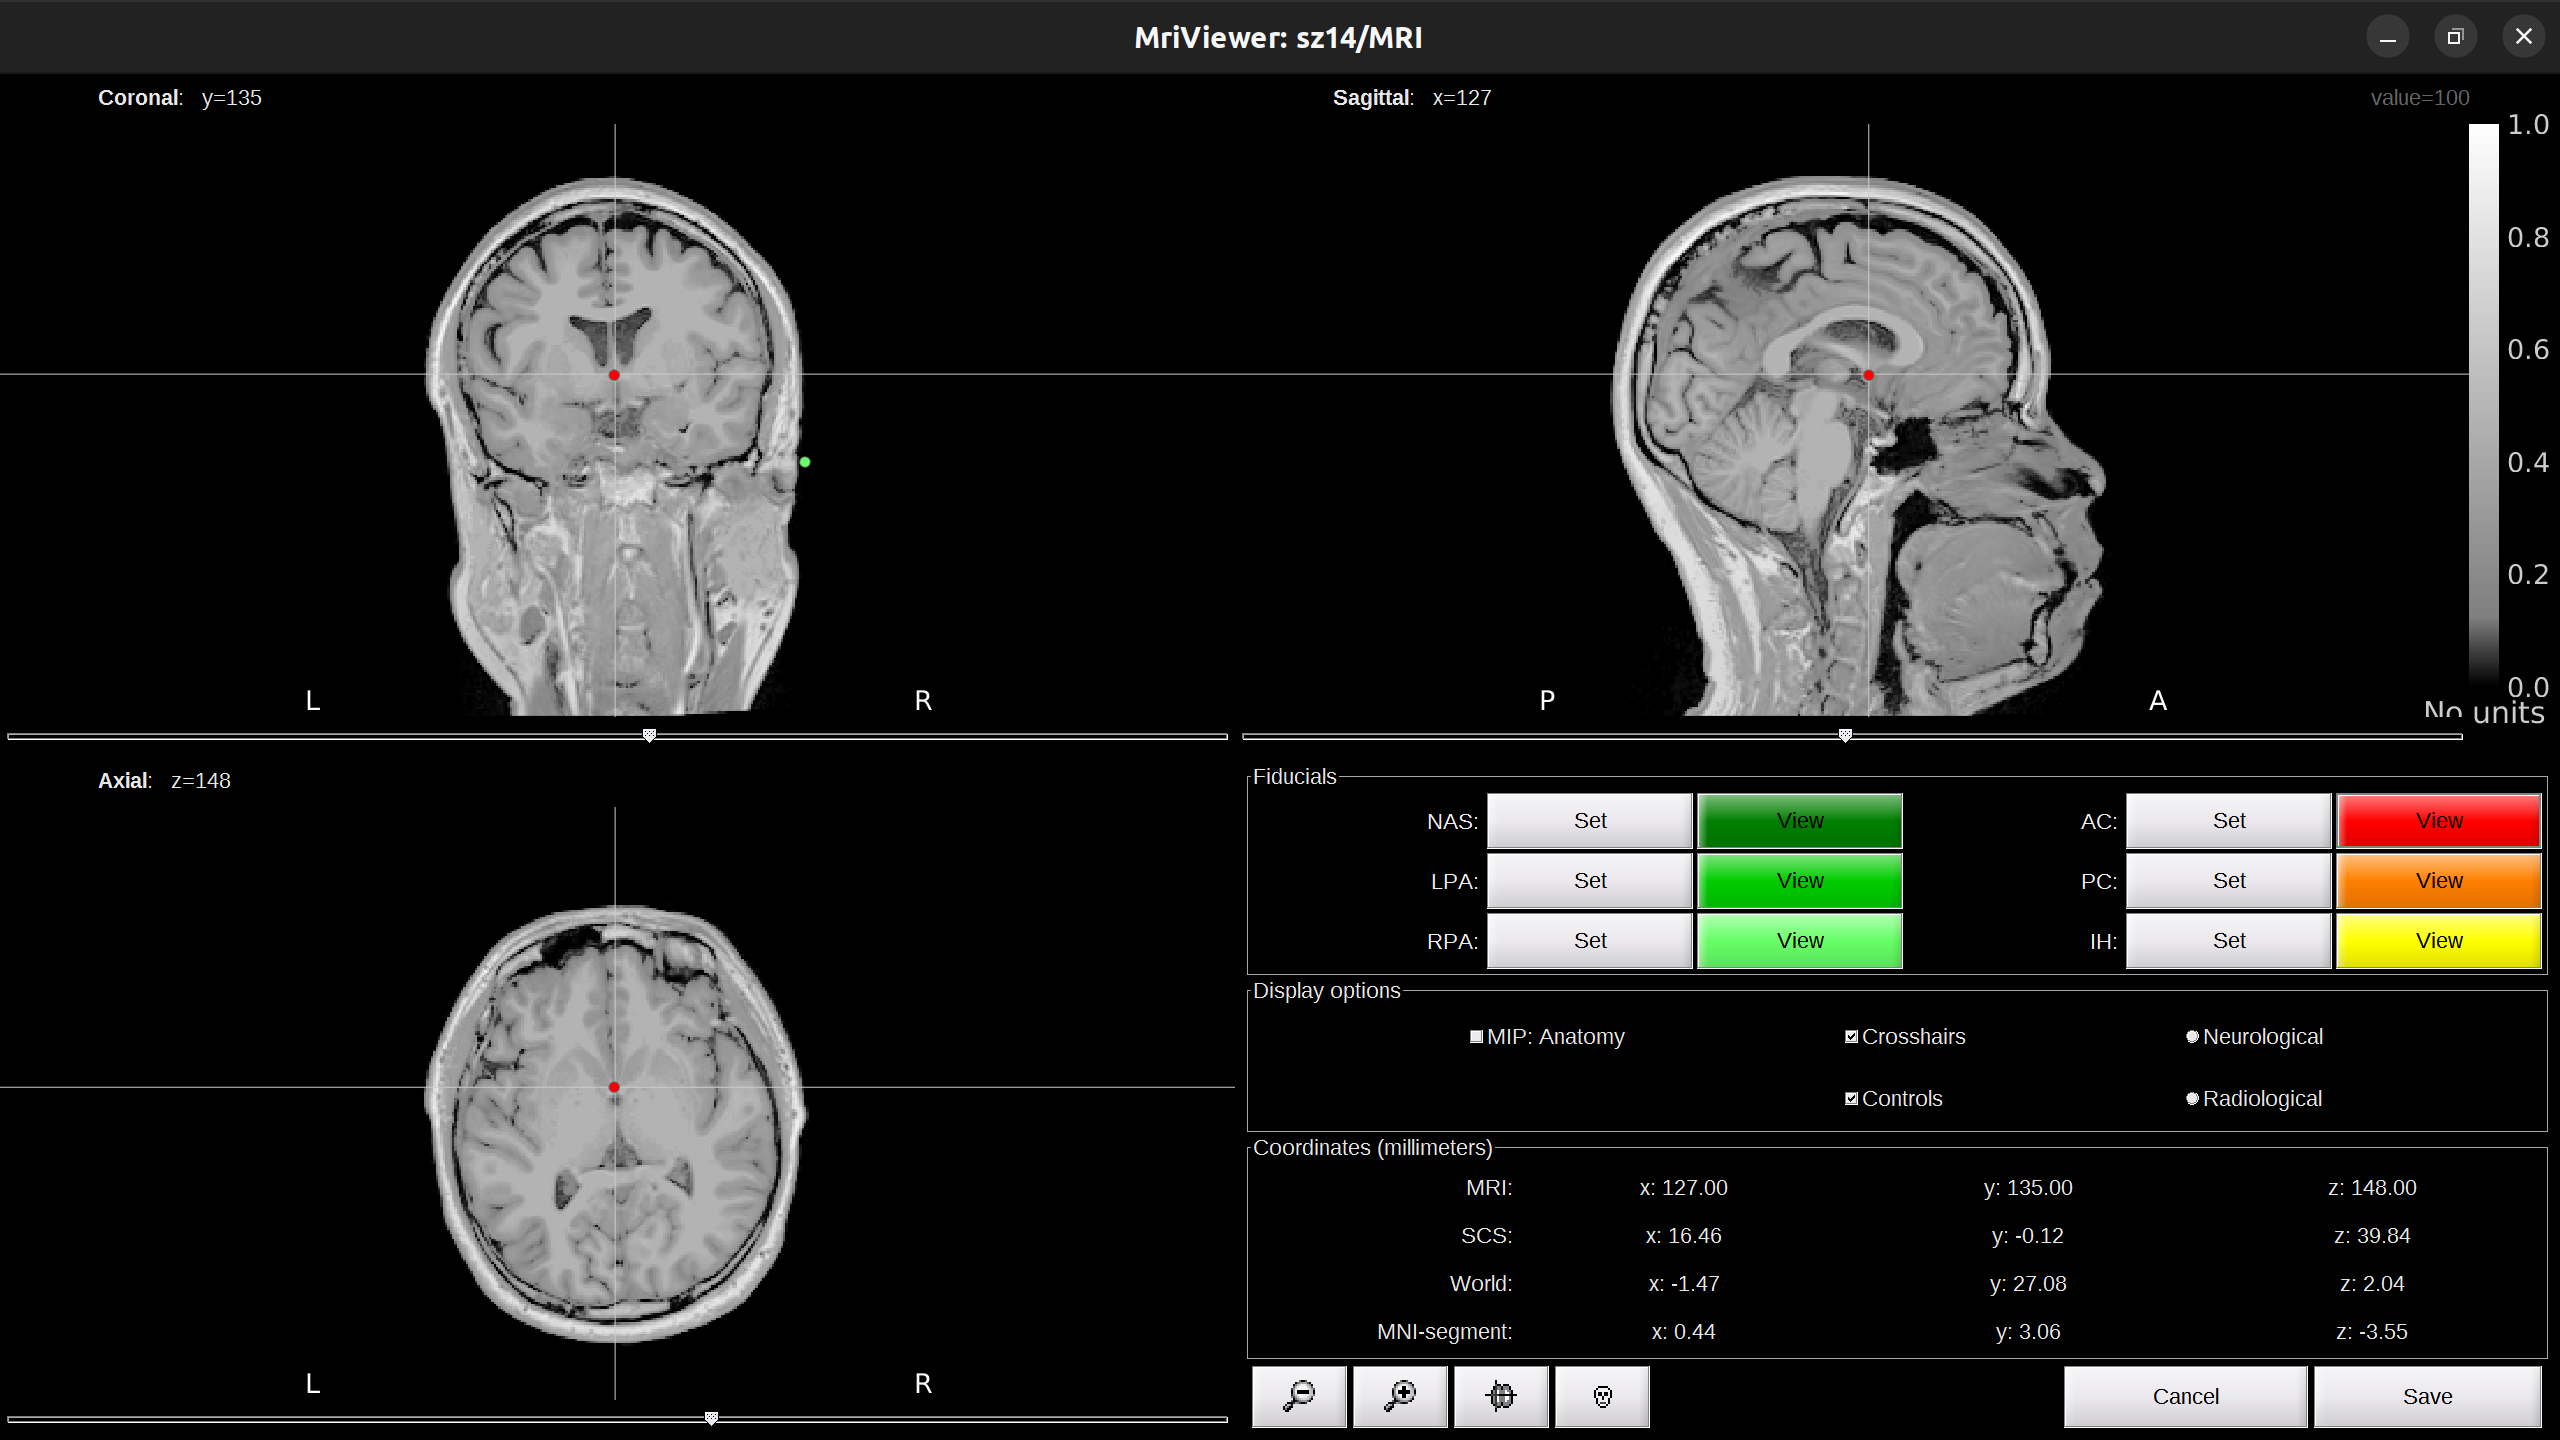 MriViewer: sz14/MRI
Coronal: y=135
Sagittal: x=127
value=100
1.0
0.8
0.6
0.4
0.2
0.0
No units
L R
P A
Axial: z=148
L R
Fiducials
NAS: Set View AC: Set View
LPA: Set View PC: Set View
RPA: Set View IH: Set View
Display options
MIP: Anatomy Crosshairs Neurological
Controls Radiological
Coordinates (millimeters)
MRI: x: 127.00 y: 135.00 z: 148.00
SCS: x: 16.46 y: -0.12 z: 39.84
World: x: -1.47 y: 27.08 z: 2.04
MNI-segment: x: 0.44 y: 3.06 z: -3.55
Cancel Save